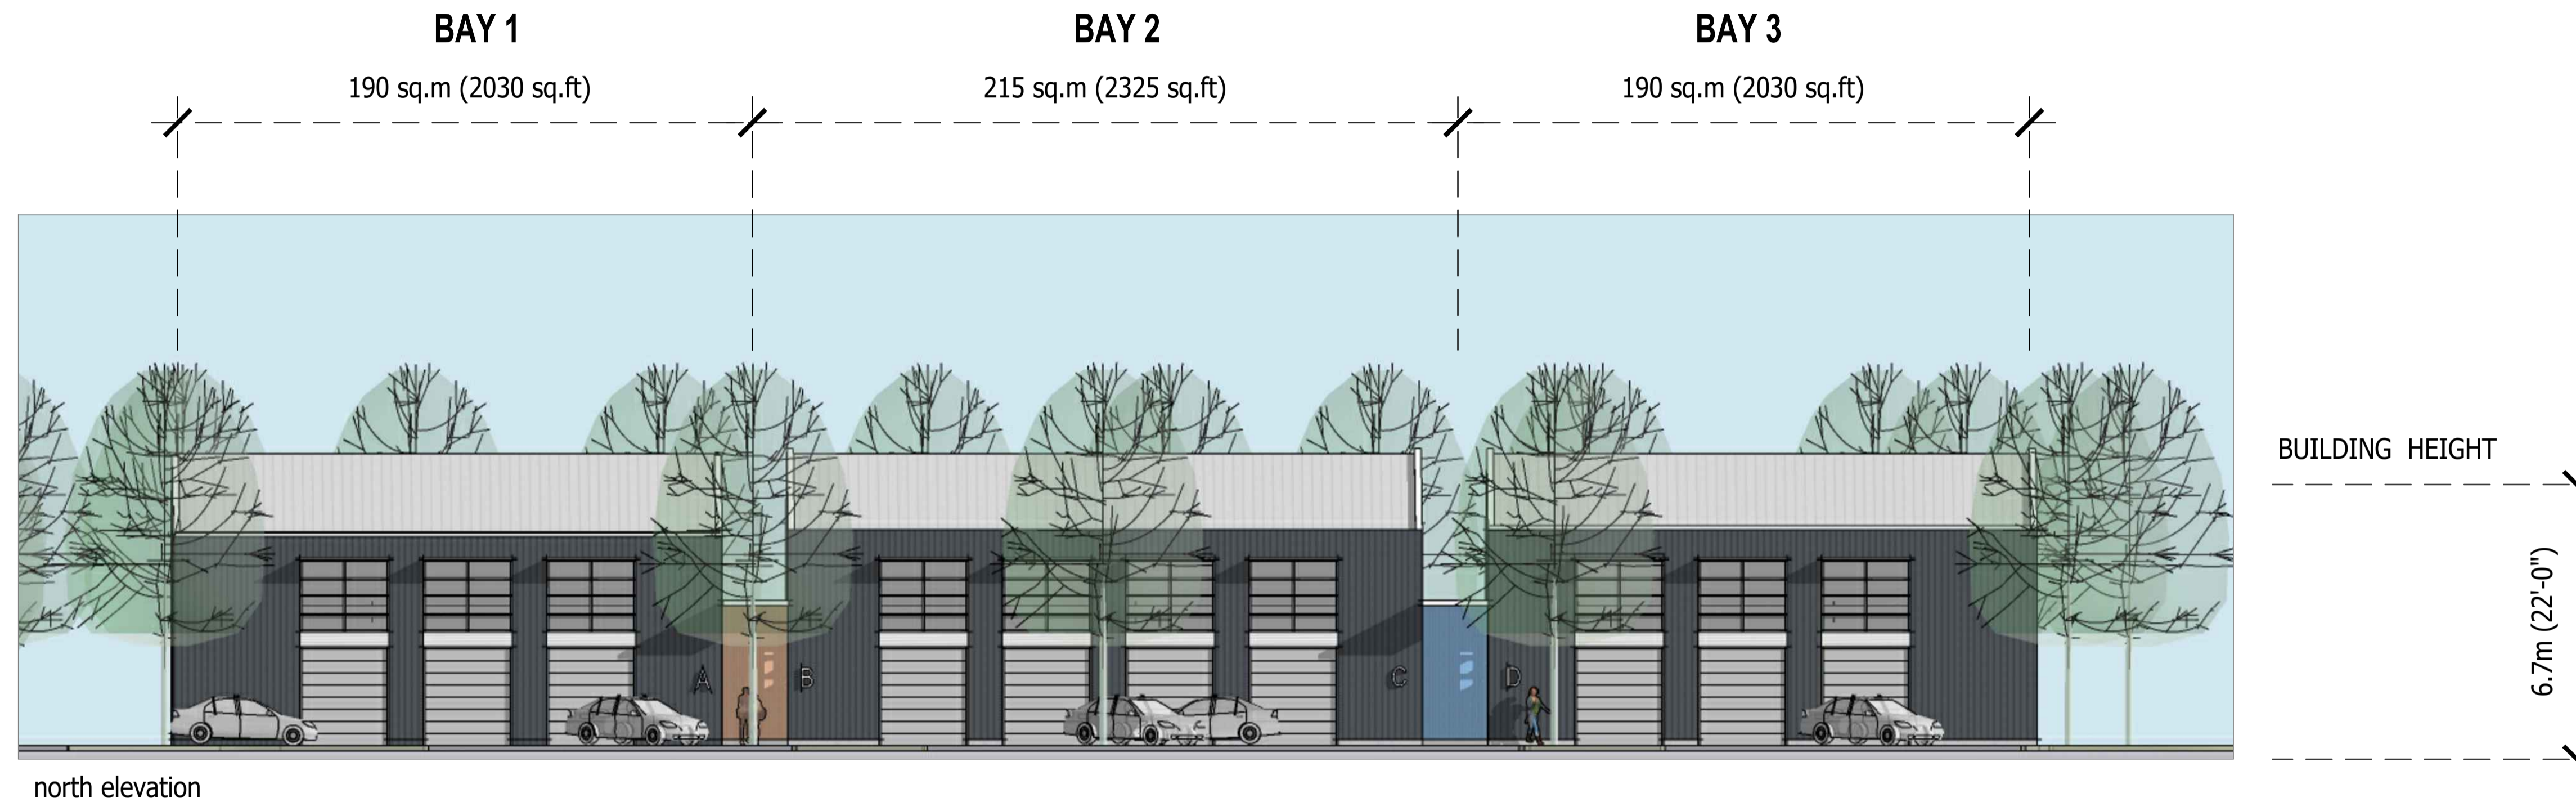 BAY 1
BAY 2
BAY 3
190 sq.m (2030 sq.ft)
215 sq.m (2325 sq.ft)
190 sq.m (2030 sq.ft)
BUILDING HEIGHT
6.7m (22'-0")
A
B
C
D
north elevation